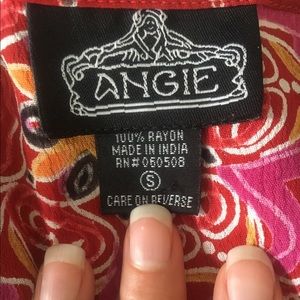 ANGIE
100% RAYON
MADE IN INDIA
RN# 060508
S
CARE ON REVERSE